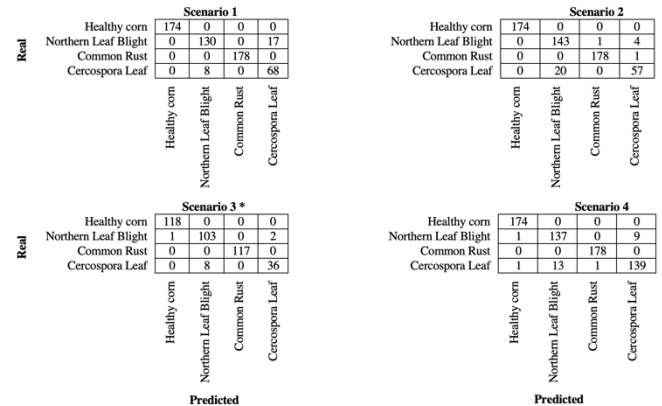 Scenario 1
Real
Healthy corn 174 0 0 0
Northern Leaf Blight 0 130 0 17
Common Rust 0 0 178 0
Cercospora Leaf 0 8 0 68
Healthy corn
Northern Leaf Blight
Common Rust
Cercospora Leaf
Scenario 2
Healthy corn 174 0 0 0
Northern Leaf Blight 0 143 1 4
Common Rust 0 0 178 1
Cercospora Leaf 0 20 0 57
Healthy corn
Northern Leaf Blight
Common Rust
Cercospora Leaf
Scenario 3 *
Real
Healthy corn 118 0 0 0
Northern Leaf Blight 1 103 0 2
Common Rust 0 0 117 0
Cercospora Leaf 0 8 0 36
Healthy corn
Northern Leaf Blight
Common Rust
Cercospora Leaf
Predicted
Scenario 4
Healthy corn 174 0 0 0
Northern Leaf Blight 1 137 0 9
Common Rust 0 0 178 0
Cercospora Leaf 1 13 1 139
Healthy corn
Northern Leaf Blight
Common Rust
Cercospora Leaf
Predicted